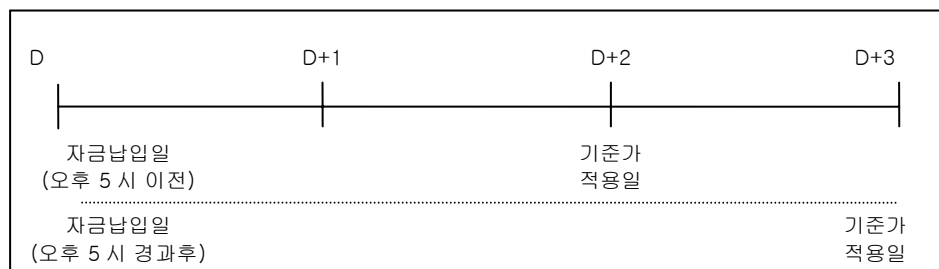 D D+1 D+2 D+3
자금납입일 기준가
(오후 5 시 이전) 적용일
자금납입일 기준가
(오후 5 시 경과후) 적용일